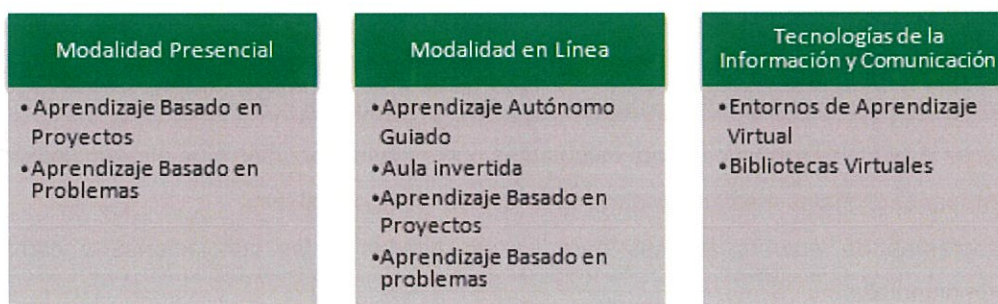 Modalidad Presencial
• Aprendizaje Basado en
Proyectos
• Aprendizaje Basado en
Problemas
Modalidad en Línea
• Aprendizaje Autónomo
Guiado
• Aula invertida
• Aprendizaje Basado en
Proyectos
• Aprendizaje Basado en
problemas
Tecnologías de la
Información y Comunicación
• Entornos de Aprendizaje
Virtual
• Bibliotecas Virtuales